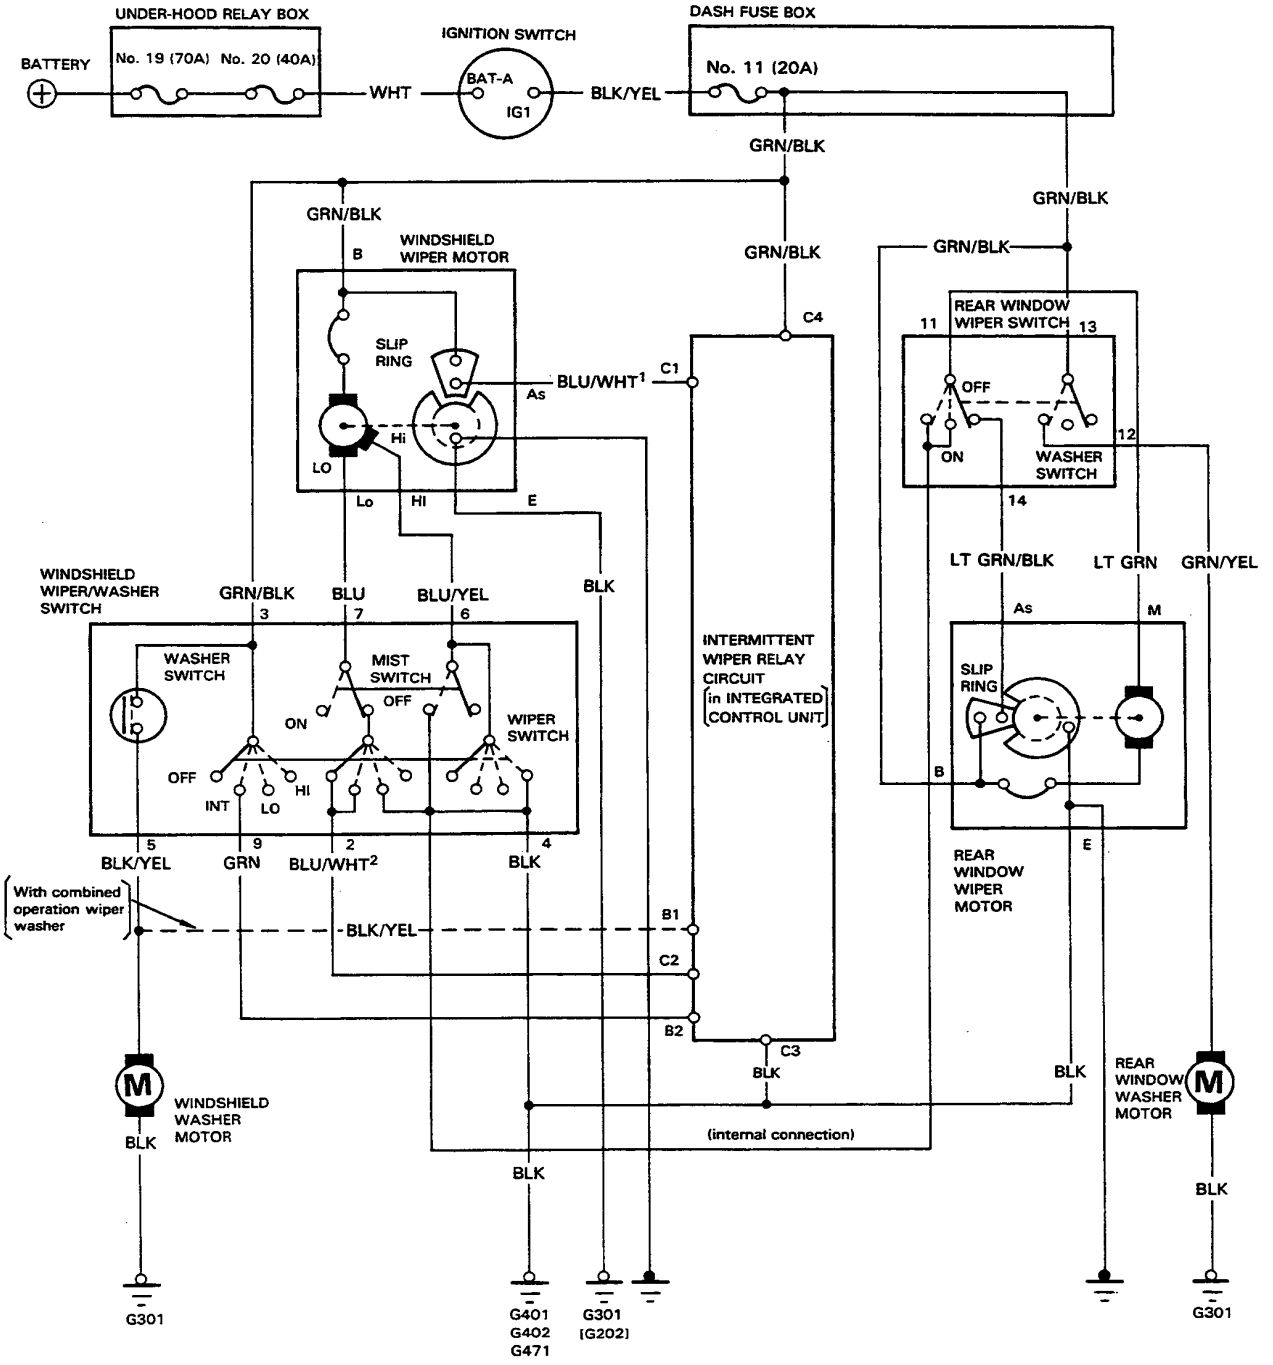 UNDER-HOOD RELAY BOX
DASH FUSE BOX
IGNITION SWITCH
No. 19 (70A) No. 20 (40A)
BATTERY
No. 11 (20A)
BAT-A
WHT
BLK/YEL
IG1
GRN/BLK
GRN/BLK
GRN/BLK
WINDSHIELD
WIPER MOTOR
B
GRN/BLK
GRN/BLK
C4
11
REAR WINDOW
WIPER SWITCH
13
SLIP
RING
C1
BLU/WHT1
As
OFF
Hi
12
LO
ON
WASHER
SWITCH
Lo
HI
E
14
WINDSHIELD
WIPER/WASHER
SWITCH
GRN/BLK
BLU
BLU/YEL
BLK
LT GRN/BLK
LT GRN
GRN/YEL
3
7
6
As
M
WASHER
SWITCH
MIST
SWITCH
OFF
ON
WIPER
SWITCH
INTERMITTENT
WIPER RELAY
CIRCUIT
[in INTEGRATED
CONTROL UNIT]
SLIP
RING
OFF
INT
LO
HI
B
5
9
2
4
E
BLK/YEL
GRN
BLU/WHT2
BLK
REAR
WINDOW
WIPER
MOTOR
(With combined
operation wiper
washer)
BLK/YEL
B1
C2
B2
C3
BLK
BLK
M
WINDSHIELD
WASHER
MOTOR
REAR
WINDOW
WASHER
MOTOR
M
BLK
(internal connection)
BLK
BLK
G301
G401
G402
G471
G301
[G202]
G301